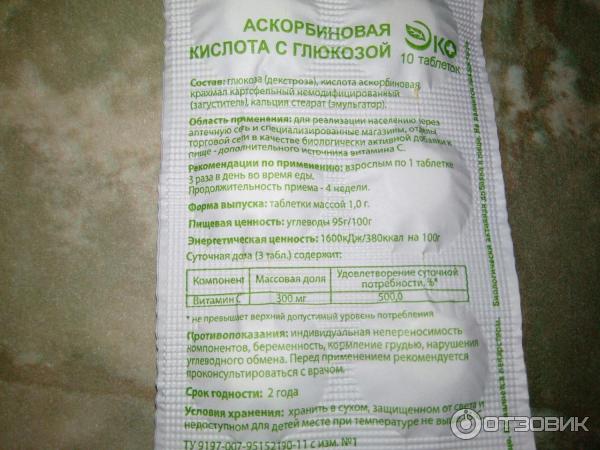 АСКОРБИНОВАЯ
КИСЛОТА С ГЛЮКОЗОЙ
ЭКО+
10 таблеток
Состав: глюкоза (декстроза), кислота аскорбиновая,
крахмал картофельный немодифицированный
(загуститель), кальция стеарат (эмульгатор).
Область применения: для реализации населению через
аптечную сеть и специализированные магазины, отделы
торговой сети в качестве биологически активной добавки к
пище - дополнительного источника витамина С.
Рекомендации по применению: взрослым по 1 таблетке
3 раза в день во время еды.
Продолжительность приема - 4 недели.
Форма выпуска: таблетки массой 1,0 г.
Пищевая ценность: углеводы 95г/100г
Энергетическая ценность: 1600кДж/380ккал на 100г
Суточная доза (3 табл.) содержит:
Компонент Массовая доля Удовлетворение суточной
потребности, %*
Витамин С 300 мг 500,0
* не превышает верхний допустимый уровень потребления
Противопоказания: индивидуальная непереносимость
компонентов, беременность, кормление грудью, нарушения
углеводного обмена. Перед применением рекомендуется
проконсультироваться с врачом.
Срок годности: 2 года
Условия хранения: хранить в сухом, защищенном от света и
недоступном для детей месте при температуре не
ТУ 9197-007-95152190-11 с изм. №1
Биологически активная добавка к пище. Не является лекарством.
ОТЗОВИК